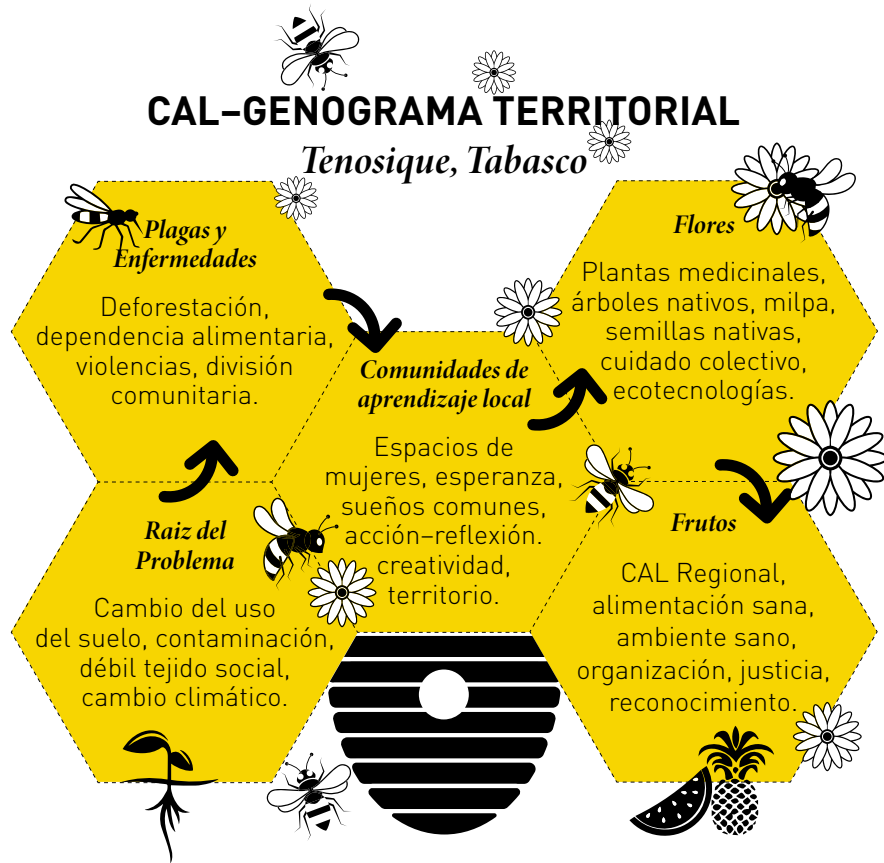 CAL–GENOGRAMA TERRITORIAL
Tenosique, Tabasco
Plagas y
Enfermedades
Deforestación,
dependencia alimentaria,
violencias, división
comunitaria.
Raiz del
Problema
Cambio del uso
del suelo, contaminación,
débil tejido social,
cambio climático.
Comunidades de
aprendizaje local
Espacios de
mujeres, esperanza,
sueños comunes,
acción–reflexión.
creatividad,
territorio.
Flores
Plantas medicinales,
árboles nativos, milpa,
semillas nativas,
cuidado colectivo,
ecotecnologías.
Frutos
CAL Regional,
alimentación sana,
ambiente sano,
organización, justicia,
reconocimiento.